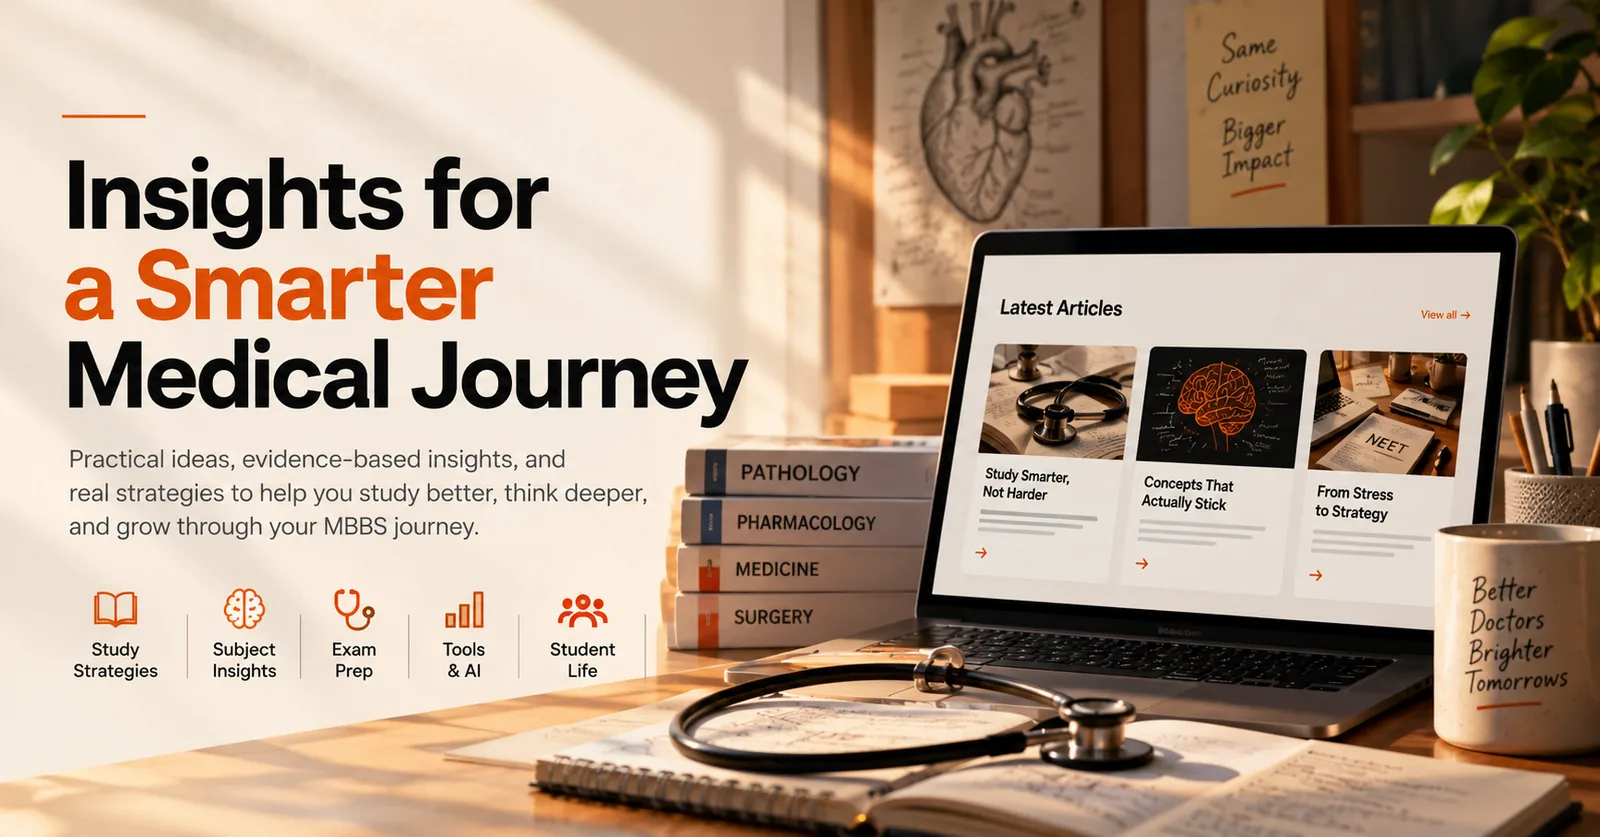 Insights for
a Smarter
Medical Journey
Practical ideas, evidence-based insights, and
real strategies to help you study better, think deeper,
and grow through your MBBS journey.
Study
Strategies
Subject
Insights
Exam
Prep
Tools
& AI
Student
Life
Same
Curiosity
Bigger
Impact
PATHOLOGY
PHARMACOLOGY
MEDICINE
SURGERY
Latest Articles
View all →
NEET
Study Smarter,
Not Harder
→
Concepts That
Actually Stick
→
From Stress
to Strategy
→
Better
Doctors
Brighter
Tomorrows